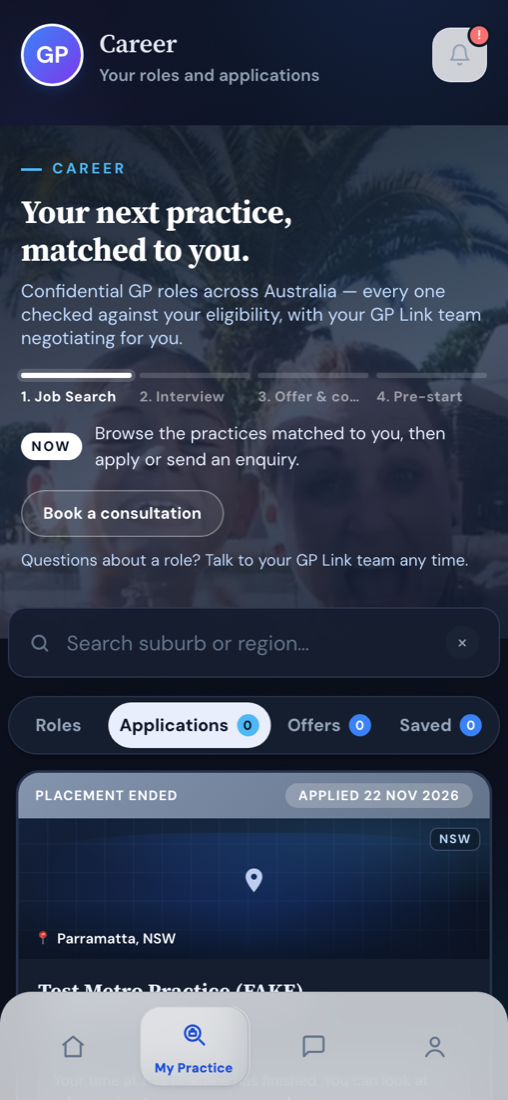 GP
Career
Your roles and applications
!
CAREER
Your next practice,
matched to you.
Confidential GP roles across Australia — every one
checked against your eligibility, with your GP Link team
negotiating for you.
1. Job Search 2. Interview 3. Offer & co... 4. Pre-start
NOW
Browse the practices matched to you, then
apply or send an enquiry.
Book a consultation
Questions about a role? Talk to your GP Link team any time.
Search suburb or region...
×
Roles Applications 0 Offers 0 Saved 0
PLACEMENT ENDED APPLIED 22 NOV 2026
NSW
Parramatta, NSW
Test Metro Practice (FAKE)
My Practice